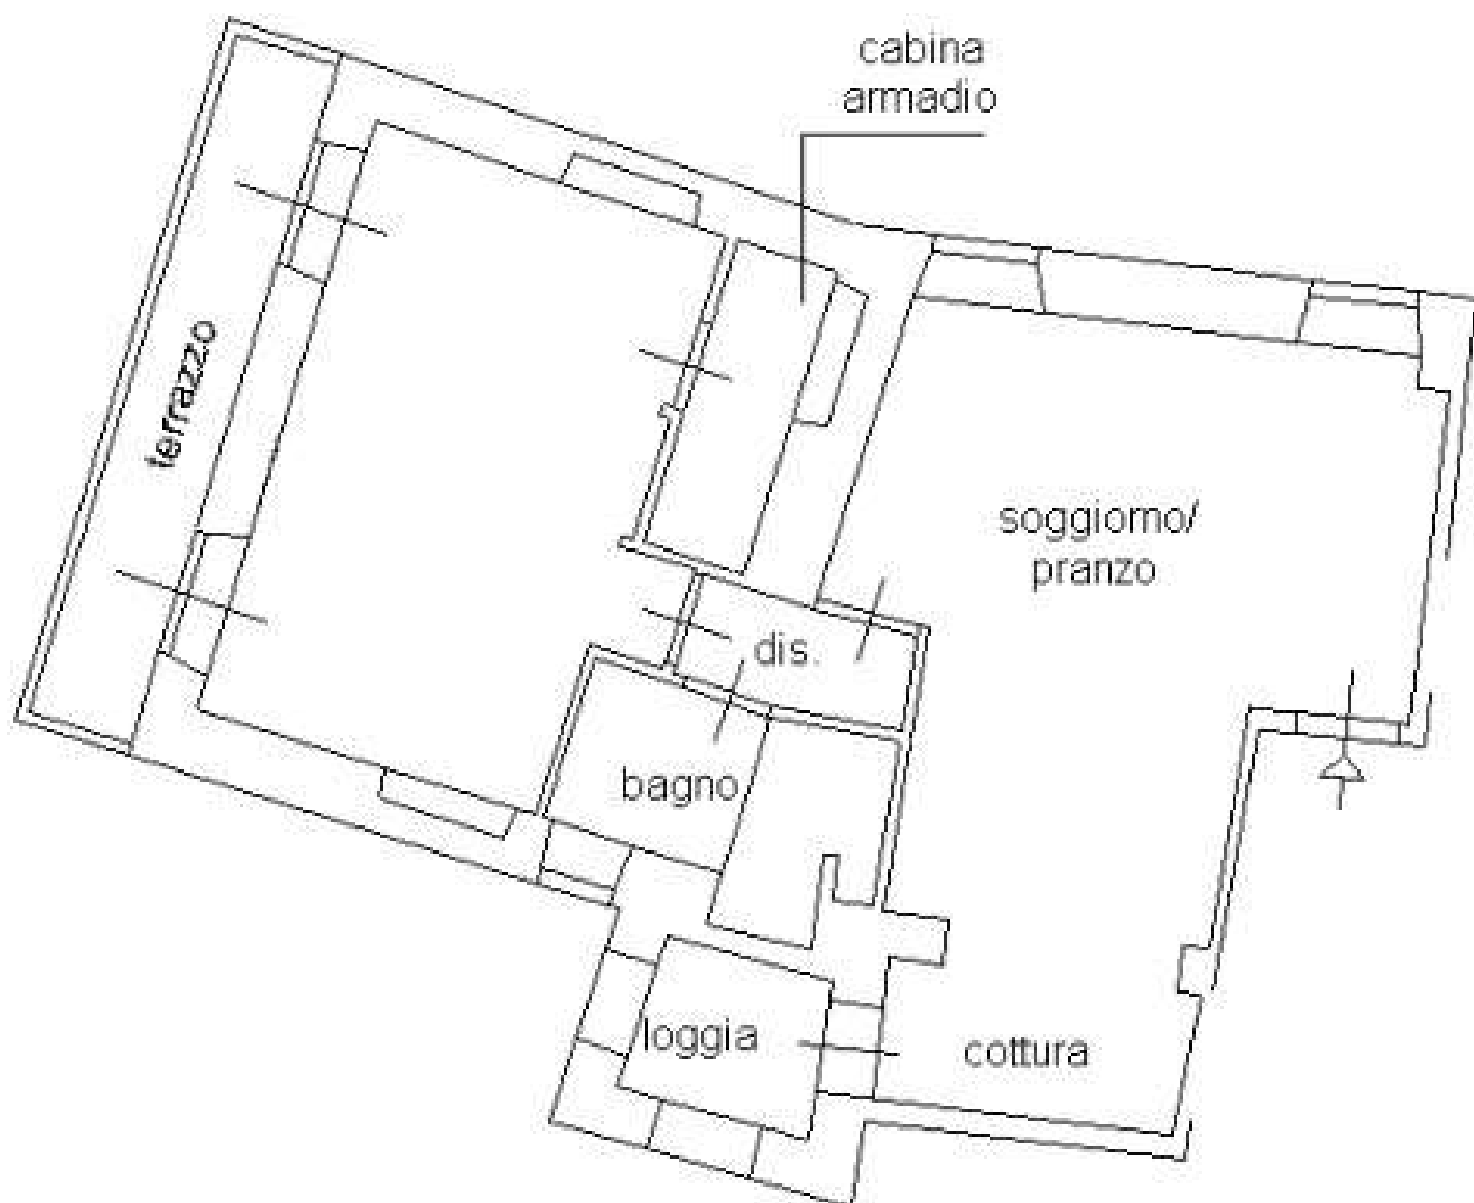 cabina
armadio
terrazzo
soggiorno/
pranzo
dis.
bagno
loggia
cottura